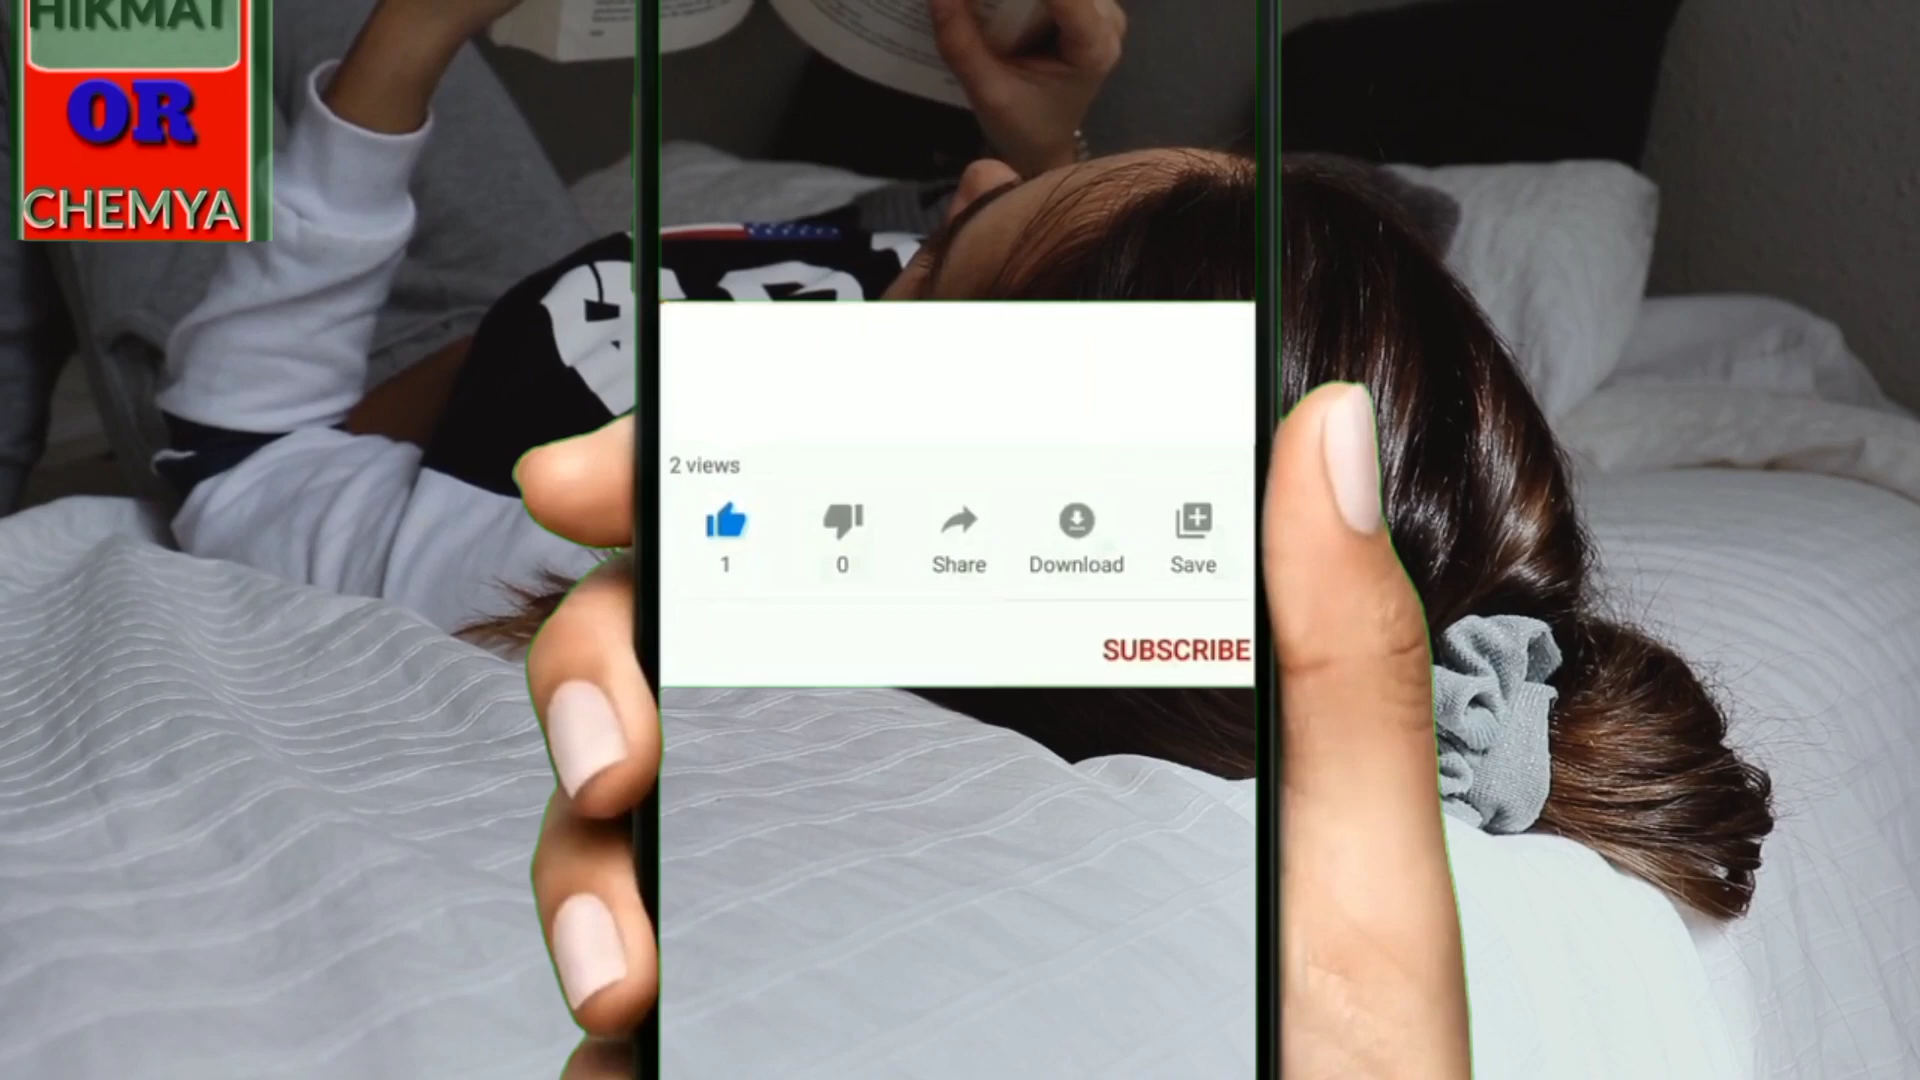 HIKMAT
OR
CHEMYA
2 views
1
0
Share
Download
Save
SUBSCRIBE